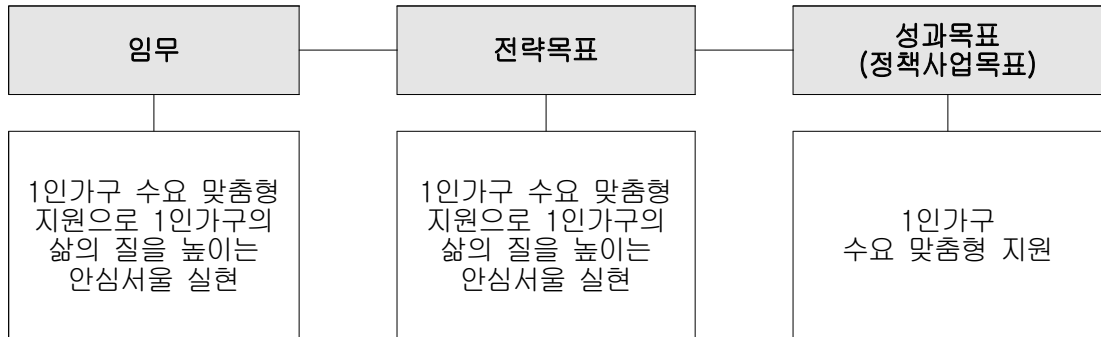 임무
전략목표
성과목표
(정책사업목표)
1인가구 수요 맞춤형
지원으로 1인가구의
삶의 질을 높이는
안심서울 실현
1인가구 수요 맞춤형
지원으로 1인가구의
삶의 질을 높이는
안심서울 실현
1인가구
수요 맞춤형 지원